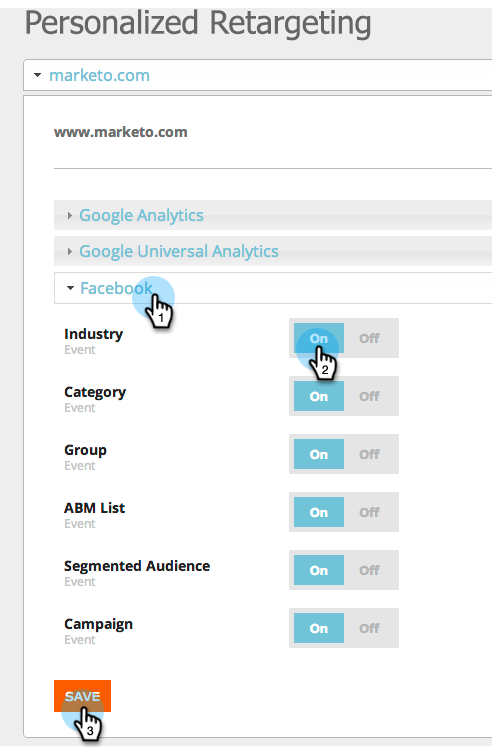 Personalized Retargeting
marketo.com
www.marketo.com
Google Analytics
Google Universal Analytics
Facebook
1
Industry On Off
Event
2
Category On Off
Event
Group On Off
Event
ABM List On Off
Event
Segmented Audience On Off
Event
Campaign On Off
Event
SAVE
3